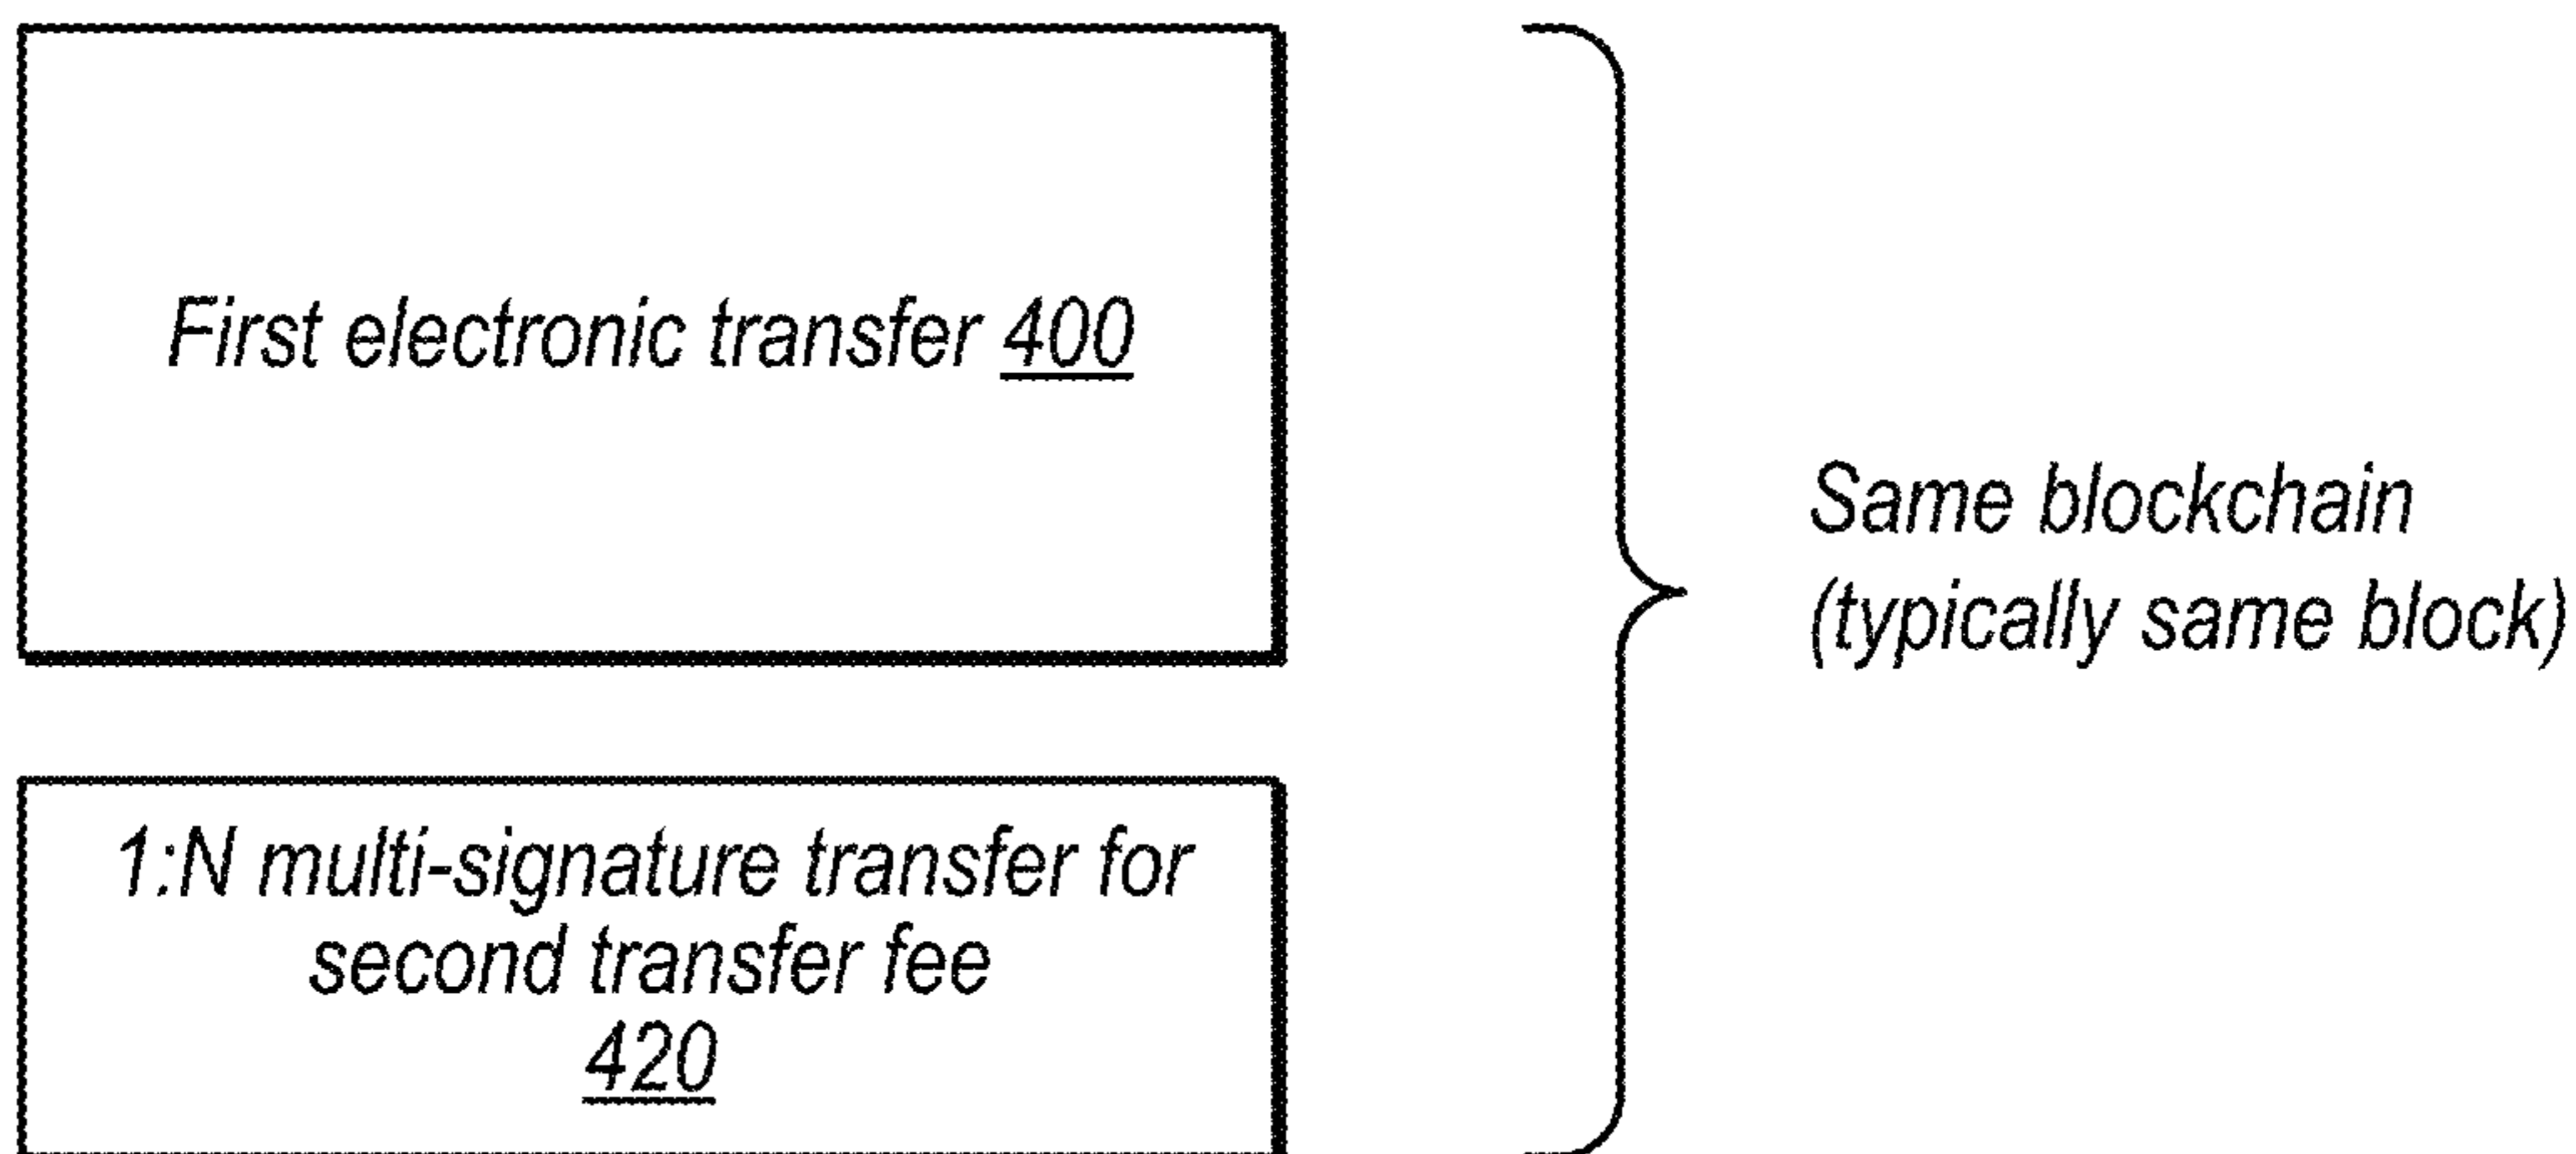 First electronic transfer 400
1:N multi-signature transfer for
second transfer fee
420
Same blockchain
(typically same block)